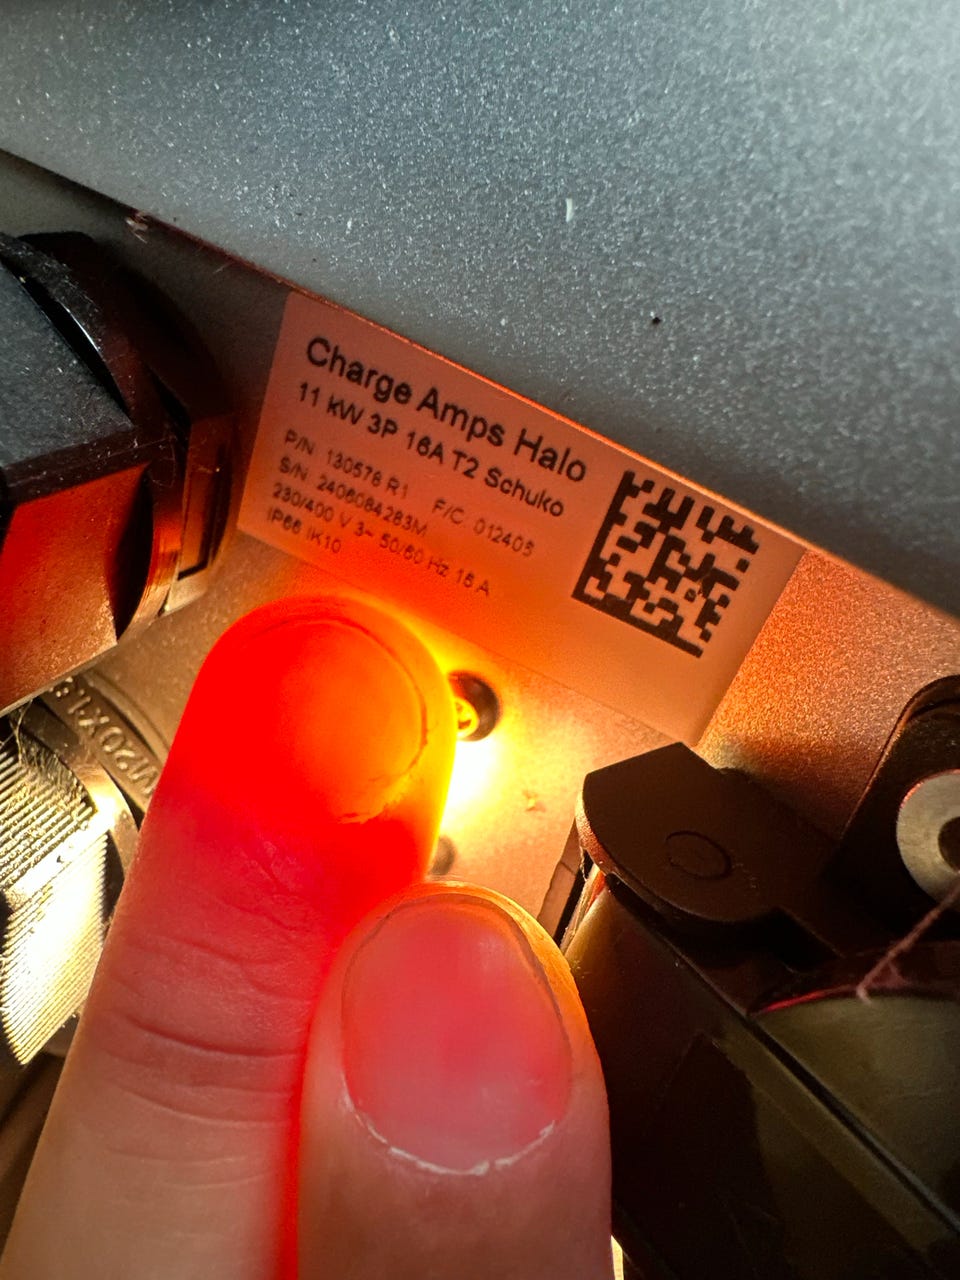 Charge Amps Halo
11 kW 3P 16A T2 Schuko
P/N 130576 R1 F/C 012405
S/N 2406084263M
230/400 V 3~ 50/60 Hz 16 A
IP66 IK10